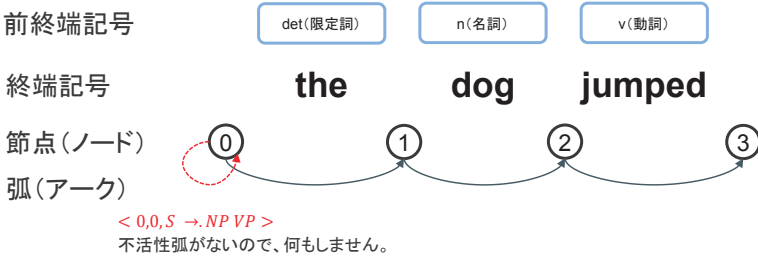 前終端記号 det(限定詞) n(名詞) v(動詞)
終端記号 the dog jumped
節点(ノード) 0 1 2 3
弧(アーク)
< 0,0, S →. NP VP >
不活性弧がないので、何もしません。